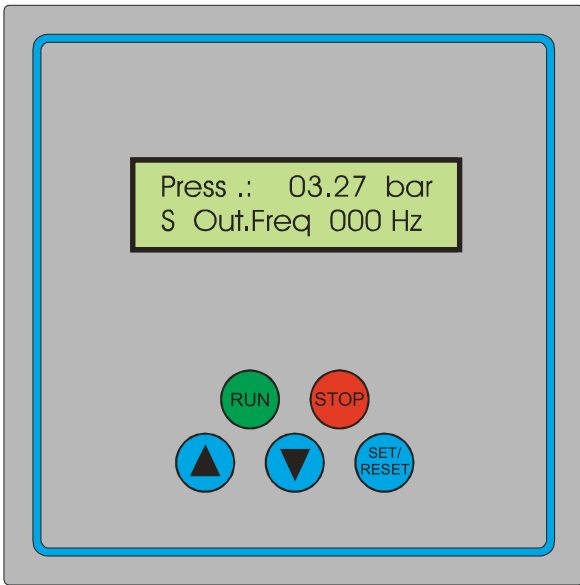 Press .: 03.27 bar
S Out.Freq 000 Hz
RUN
STOP
SET/
RESET